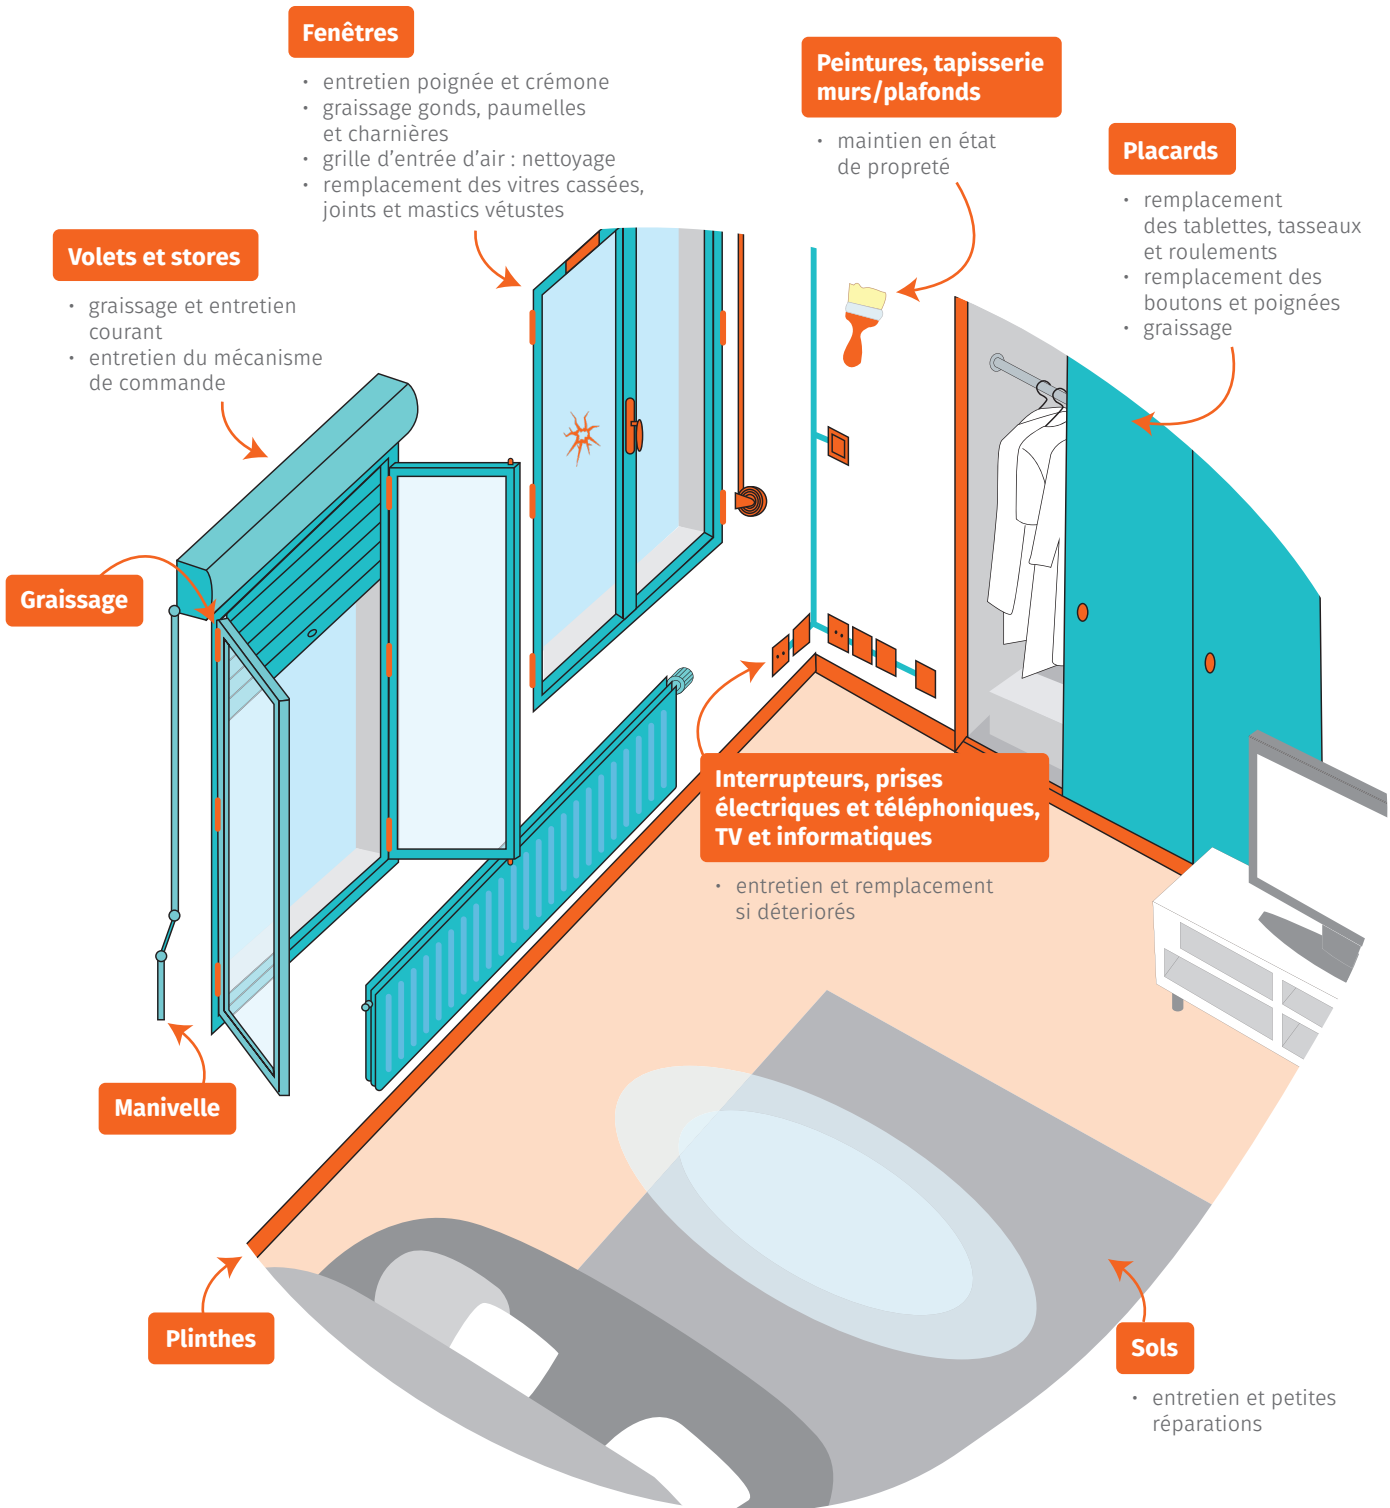 Fenêtres
• entretien poignée et crémone
• graissage gonds, paumelles
et charnières
• grille d'entrée d'air : nettoyage
• remplacement des vitres cassées,
joints et mastics vétustes
Peintures, tapisserie
murs/plafonds
• maintien en état
de propreté
Placards
• remplacement
des tablettes, tasseaux
et roulements
• remplacement des
boutons et poignées
• graissage
Volets et stores
• graissage et entretien
courant
• entretien du mécanisme
de commande
Graissage
Interrupteurs, prises
électriques et téléphoniques,
TV et informatiques
• entretien et remplacement
si déteriorés
Manivelle
Plinthes
Sols
• entretien et petites
réparations